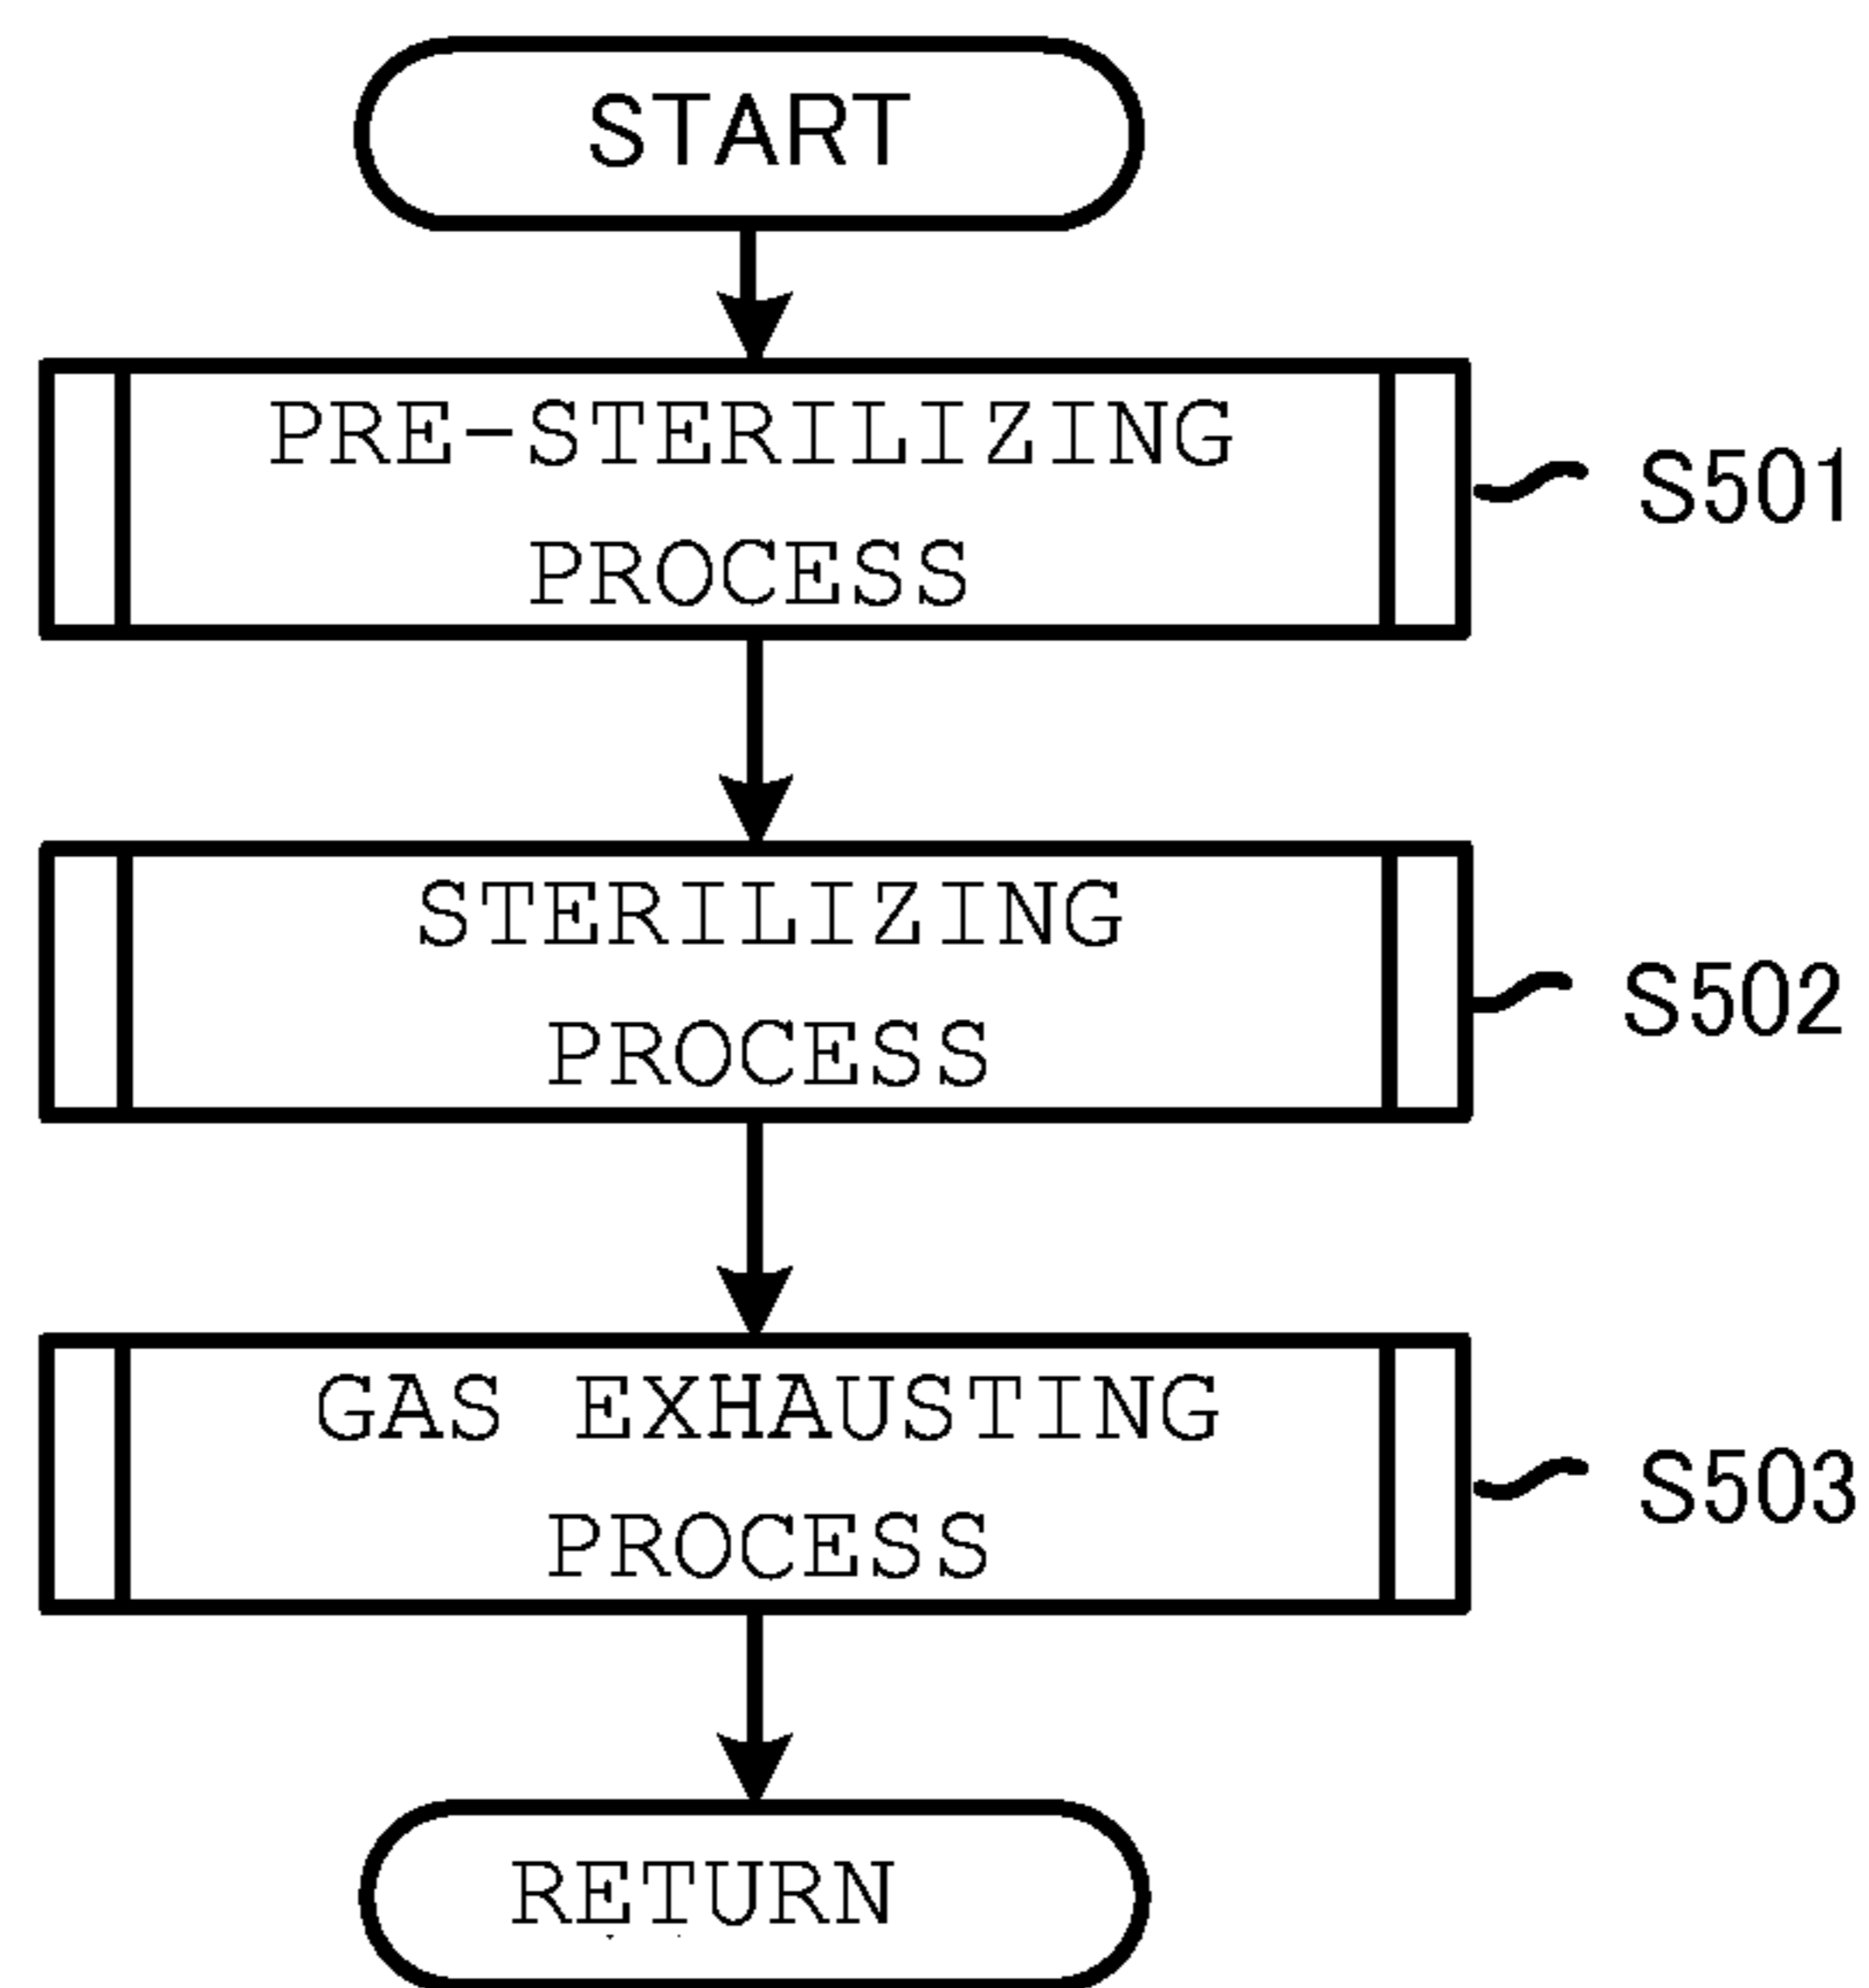 START
PRE-STERILIZING
PROCESS
S501
STERILIZING
PROCESS
S502
GAS EXHAUSTING
PROCESS
S503
RETURN